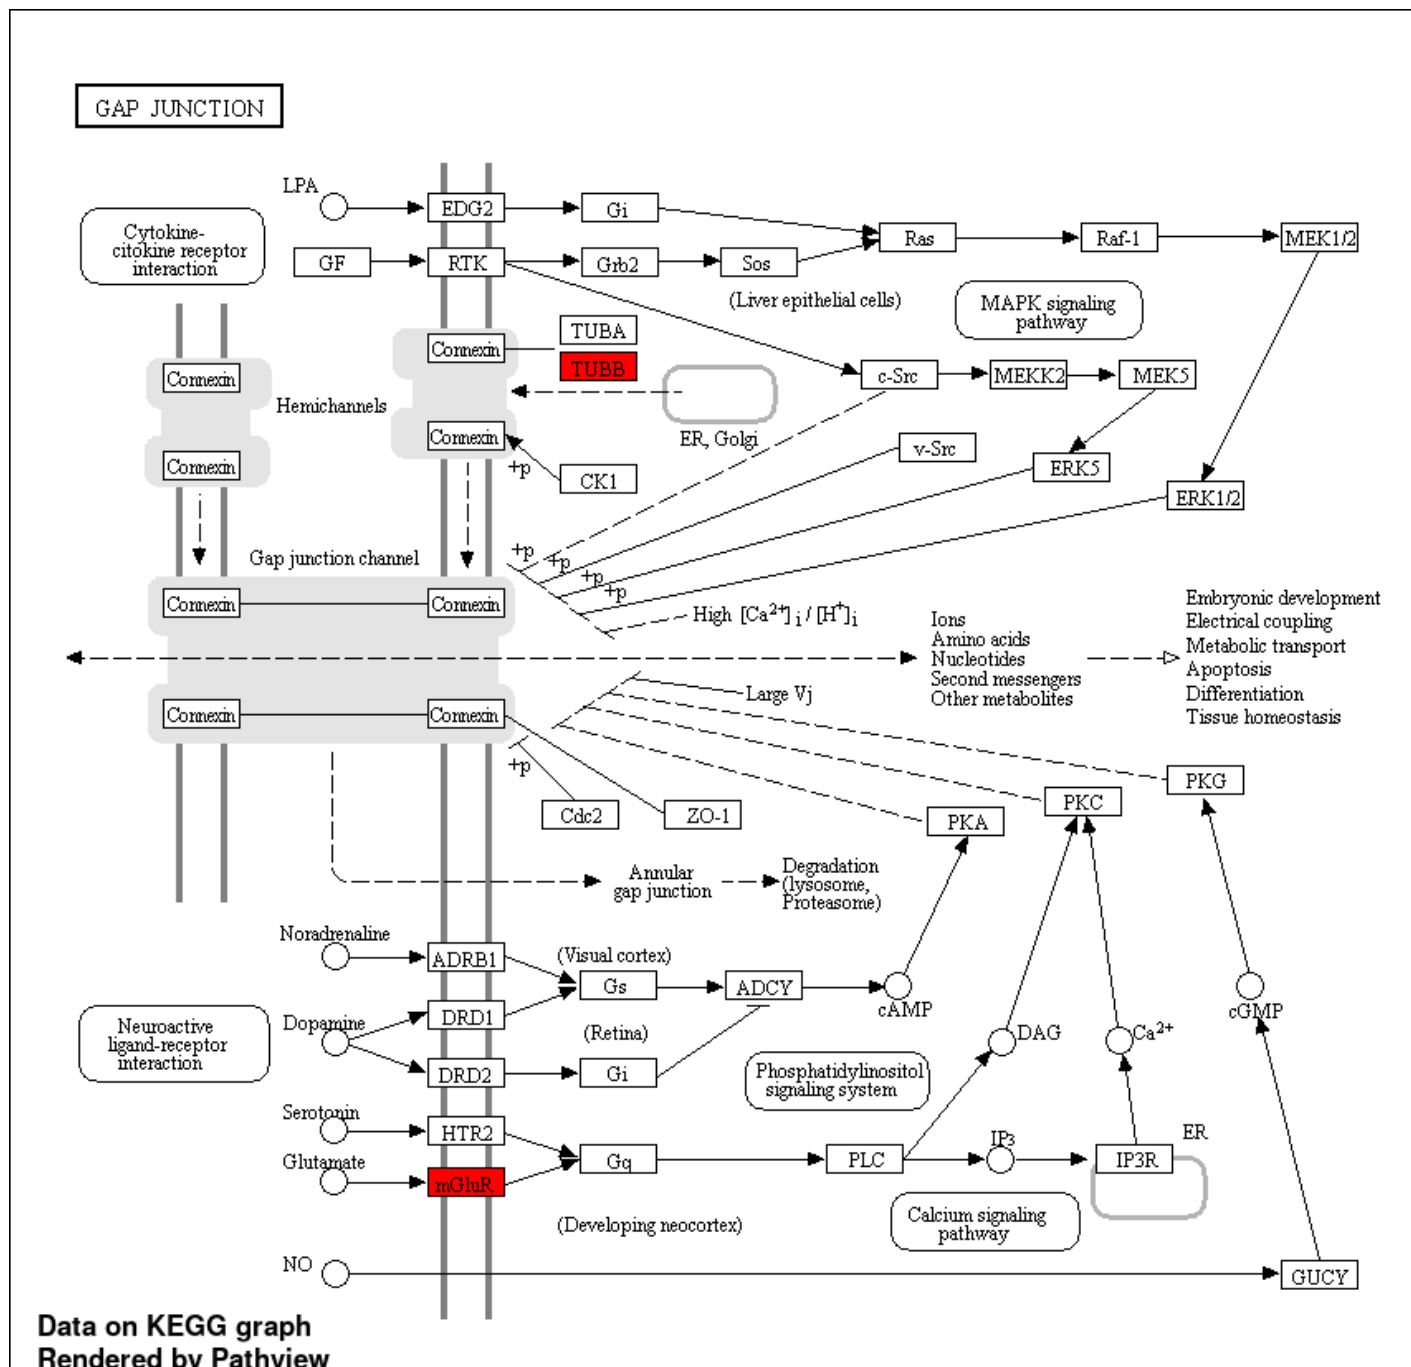 GAP JUNCTION
LPA
EDG2
Gi
Cytokine-
citokine receptor
interaction
GF
RTK
Grb2
Sos
Ras
Raf-1
MEK1/2
(Liver epithelial cells)
MAPK signaling
pathway
TUBA
Connexin
TUBB
Connexin
c-Src
MEKK2
MEK5
Hemichannels
ER, Golgi
Connexin
Connexin
+p
CK1
v-Src
ERK5
ERK1/2
Gap junction channel
+p
+p
+p
+p
Connexin
Connexin
High [Ca2+] i / [H+]i
Ions
Amino acids
Nucleotides
Second messengers
Other metabolites
Embryonic development
Electrical coupling
Metabolic transport
Apoptosis
Differentiation
Tissue homeostasis
Large Vj
Connexin
Connexin
+p
Cdc2
ZO-1
PKA
PKC
PKG
Annular
gap junction
Degradation
(lysosome,
Proteasome)
Noradrenaline
ADRB1
(Visual cortex)
Gs
ADCY
cAMP
cGMP
Dopamine
DRD1
(Retina)
DAG
Ca2+
Neuroactive
ligand-receptor
interaction
DRD2
Gi
Phosphatidylinositol
signaling system
Serotonin
HTR2
Glutamate
mGluR
Gq
PLC
IP3
IP3R
ER
(Developing neocortex)
Calcium signaling
pathway
NO
GUCY
Data on KEGG graph
Rendered by Pathview